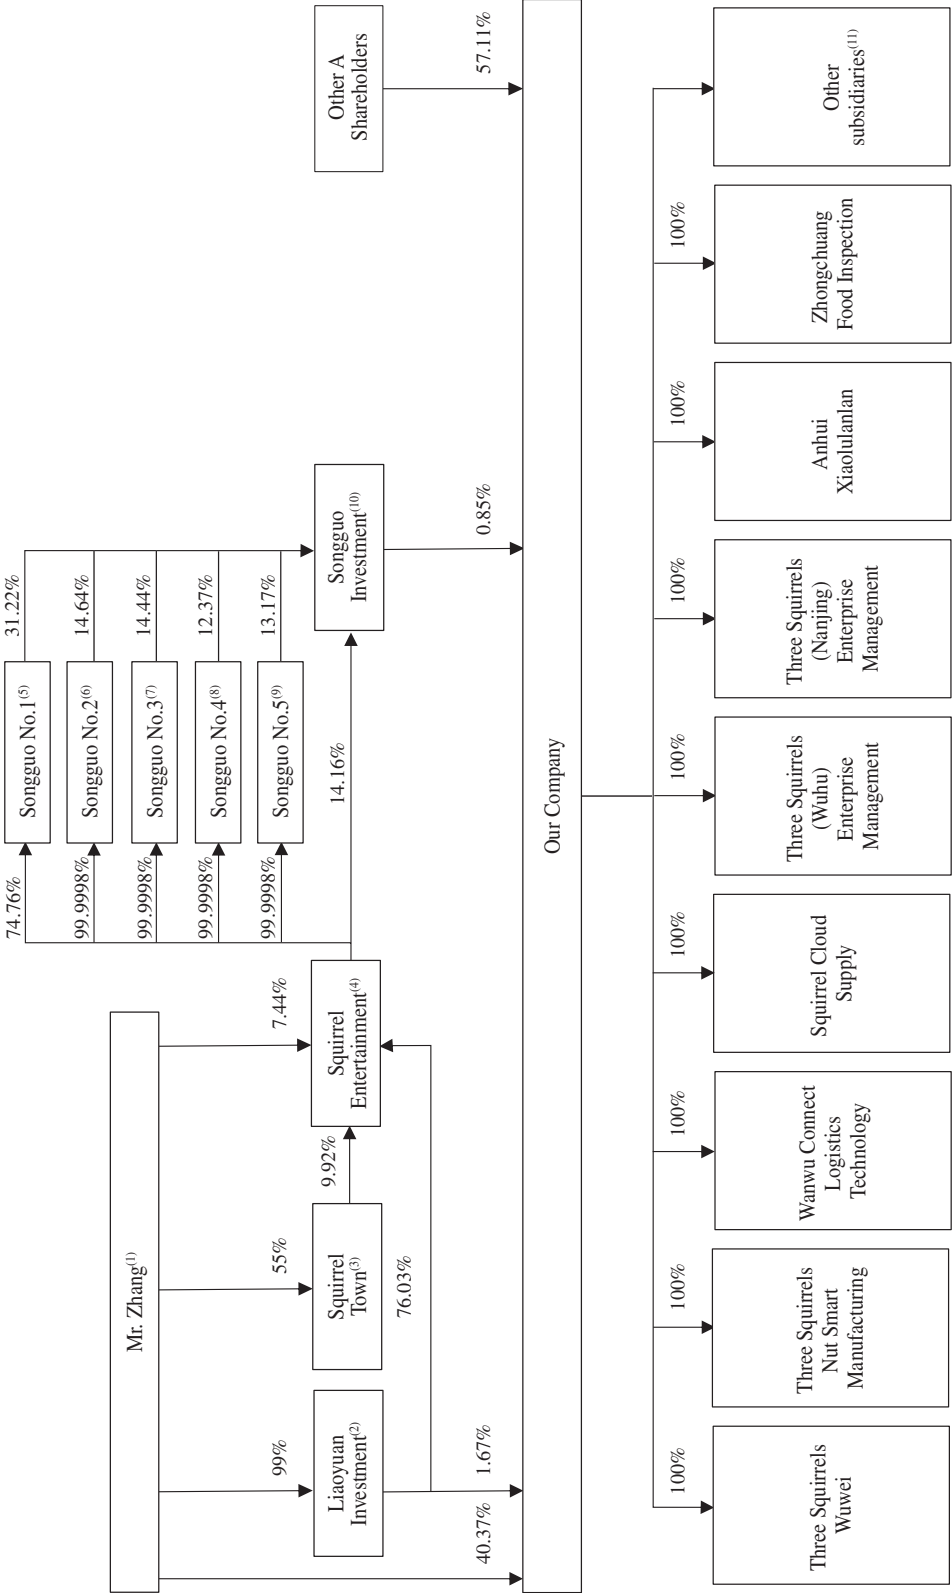 Mr. Zhang(1)
99%
55%
7.44%
74.76%
99.9998%
99.9998%
99.9998%
99.9998%
Songguo No.1(5)
Songguo No.2(6)
Songguo No.3(7)
Songguo No.4(8)
Songguo No.5(9)
31.22%
14.64%
14.44%
12.37%
13.17%
Liaoyuan
Investment(2)
Squirrel
Town(3)
9.92%
Squirrel
Entertainment(4)
14.16%
Songguo
Investment(10)
Other A
Shareholders
76.03%
40.37%
1.67%
0.85%
57.11%
Our Company
100%
100%
100%
100%
100%
100%
100%
100%
Three Squirrels
Wuwei
Three Squirrels
Nut Smart
Manufacturing
Wanwu Connect
Logistics
Technology
Squirrel Cloud
Supply
Three Squirrels
(Wuhu)
Enterprise
Management
Three Squirrels
(Nanjing)
Enterprise
Management
Anhui
Xiaolulanlan
Zhongchuang
Food Inspection
Other
subsidiaries(11)